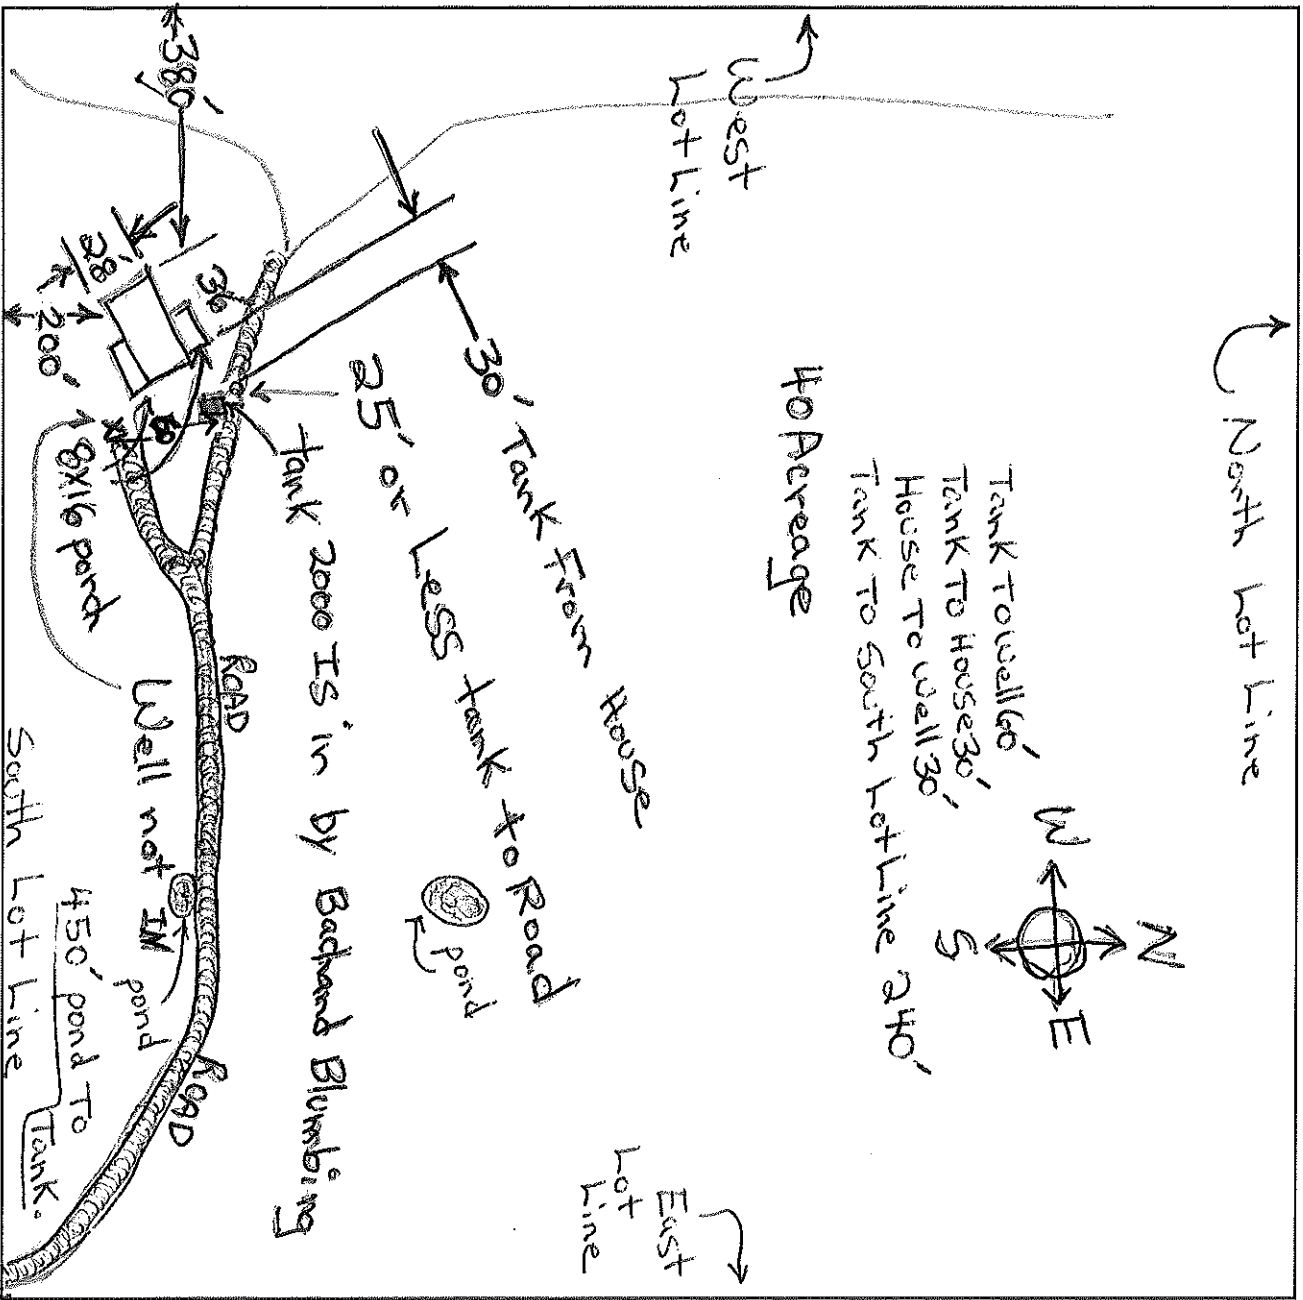 North Lot Line
W
N
E
S
Tank To Well 60'
Tank To House 30'
House To Well 30'
Tank To South Lot Line 240'
40 Acreage
West
Lot Line
East
Lot
Line
30' Tank From House
25' or Less tank to Road
pond
tank 2000 IS in by Bachand Blumbing
380'
28'
36'
200'
60'
8X16 porch
ROAD
ROAD
Well not IN
pond
450' pond To
Tank.
South Lot Line